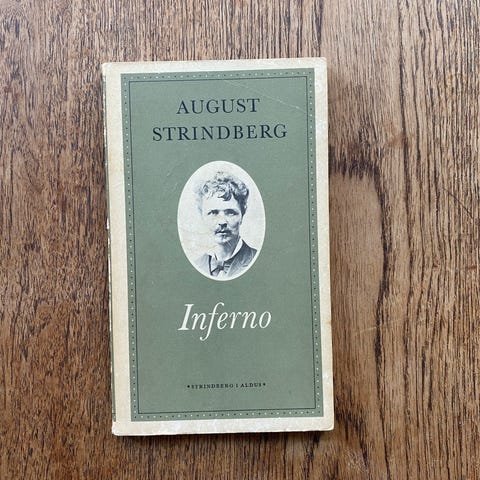 AUGUST
STRINDBERG
Inferno
•STRINDBERG I ALDUS•